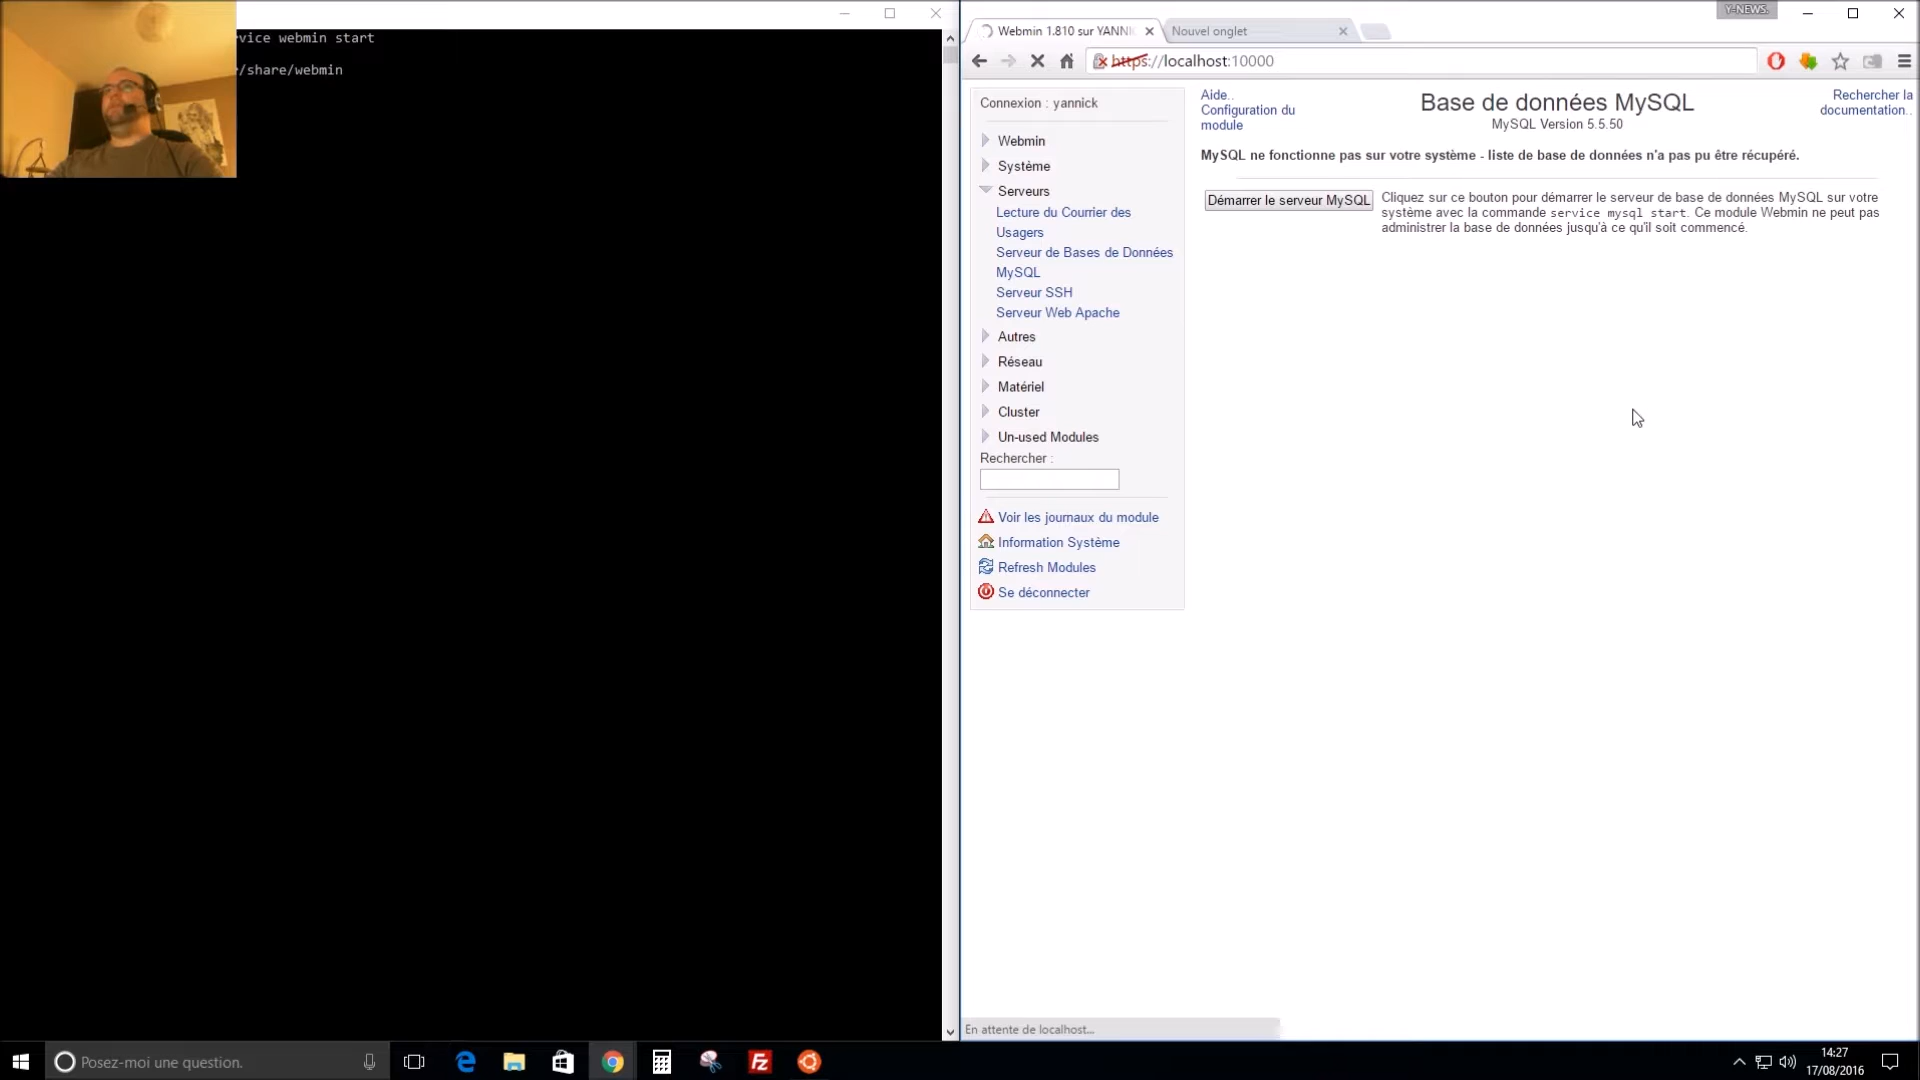 rvice webmin start
/share/webmin
Y-NEWS.
Webmin 1.810 sur YANNI
Nouvel onglet
https://localhost:10000
Connexion : yannick
Webmin
Système
Serveurs
Lecture du Courrier des
Usagers
Serveur de Bases de Données
MySQL
Serveur SSH
Serveur Web Apache
Autres
Réseau
Matériel
Cluster
Un-used Modules
Rechercher :
Voir les journaux du module
Information Système
Refresh Modules
Se déconnecter
Aide..
Configuration du
module
Base de données MySQL
MySQL Version 5.5.50
Rechercher la
documentation..
MySQL ne fonctionne pas sur votre système - liste de base de données n'a pas pu être récupéré.
Démarrer le serveur MySQL
Cliquez sur ce bouton pour démarrer le serveur de base de données MySQL sur votre
système avec la commande service mysql start. Ce module Webmin ne peut pas
administrer la base de données jusqu'à ce qu'il soit commencé.
En attente de localhost...
Posez-moi une question.
Fz
14:27
17/08/2016